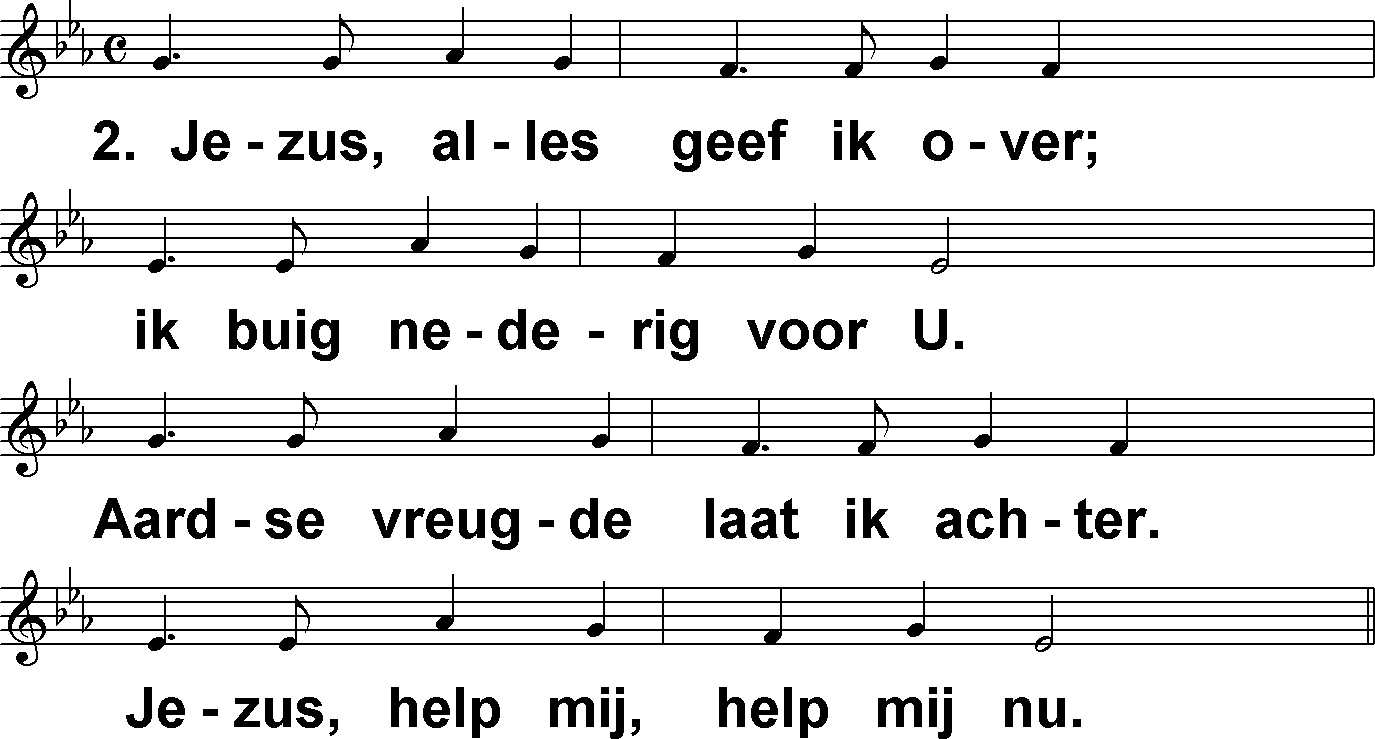 2. Je - zus, al - les geef ik o - ver;
ik buig ne - de - rig voor U.
Aard - se vreug - de laat ik ach - ter.
Je - zus, help mij, help mij nu.